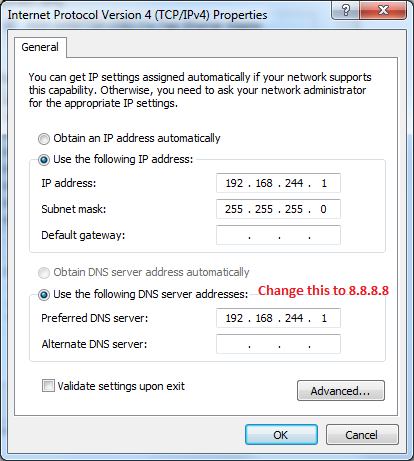 Internet Protocol Version 4 (TCP/IPv4) Properties
General
You can get IP settings assigned automatically if your network supports
this capability. Otherwise, you need to ask your network administrator
for the appropriate IP settings.
Obtain an IP address automatically
Use the following IP address:
IP address: 192 . 168 . 244 . 1
Subnet mask: 255 . 255 . 255 . 0
Default gateway: . . .
Obtain DNS server address automatically
Use the following DNS server addresses: Change this to 8.8.8.8
Preferred DNS server: 192 . 168 . 244 . 1
Alternate DNS server: . . .
Validate settings upon exit
Advanced...
OK Cancel